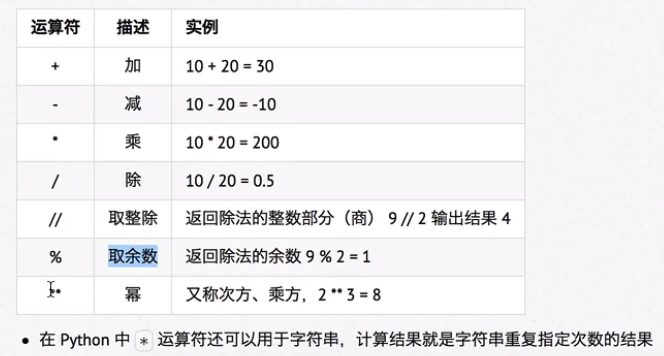 运算符 描述 实例
+ 加 10 + 20 = 30
- 减 10 - 20 = -10
* 乘 10 * 20 = 200
/ 除 10 / 20 = 0.5
// 取整除 返回除法的整数部分（商） 9 // 2 输出结果 4
% 取余数 返回除法的余数 9 % 2 = 1
** 幂 又称次方、乘方，2 ** 3 = 8
• 在 Python 中 * 运算符还可以用于字符串，计算结果就是字符串重复指定次数的结果